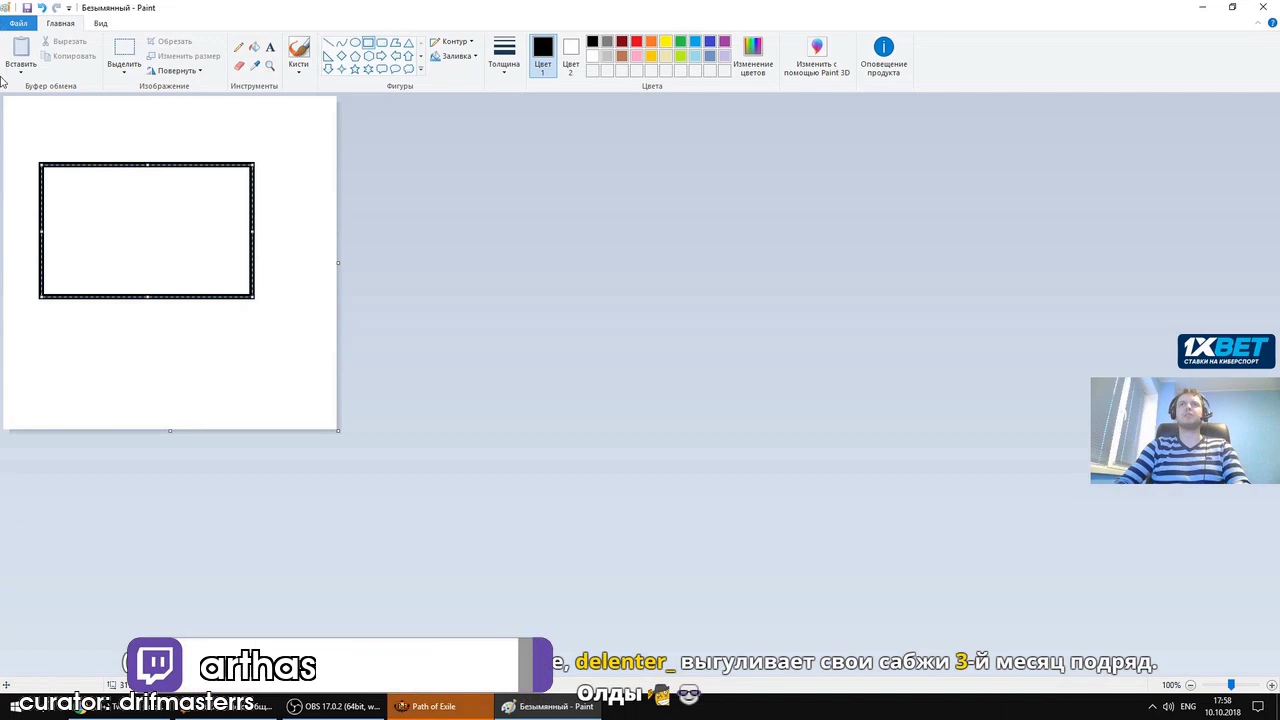 Безымянный - Paint
Файл
Главная
Вид
Вставить
Вырезать
Копировать
Буфер обмена
Выделить
Обрезать
Изменить размер
Повернуть
Изображение
A
Инструменты
Кисти
Фигуры
Контур
Заливка
Толщина
Цвет
1
Цвет
2
Изменение
цветов
Цвета
Изменить с
помощью Paint 3D
Оповещение
продукта
1XBET
СТАВКИ НА КИБЕРСПОРТ
arthas
е, delenter_ выгуливает свои сабжи 3-й месяц подряд.
Олды
curator: drifmasters
100%
OBS 17.0.2 (64bit, w...
Path of Exile
Безымянный - Paint
ENG
17:58
10.10.2018